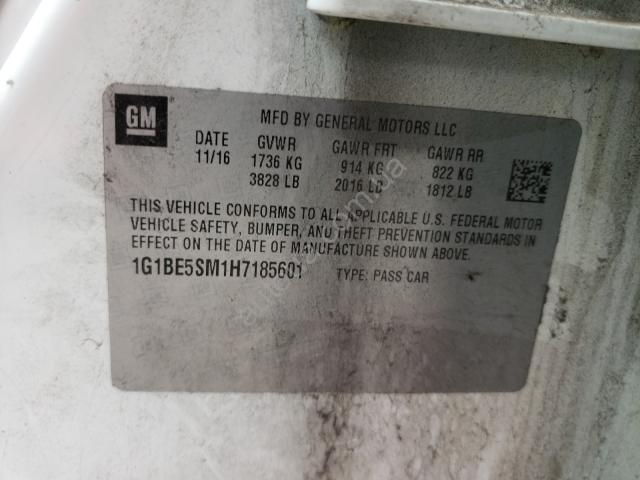 GM
MFD BY GENERAL MOTORS LLC
DATE GVWR GAWR FRT GAWR RR
11/16 1736 KG 914 KG 822 KG
3828 LB 2016 LB 1812 LB
THIS VEHICLE CONFORMS TO ALL APPLICABLE U.S. FEDERAL MOTOR
VEHICLE SAFETY, BUMPER, AND THEFT PREVENTION STANDARDS IN
EFFECT ON THE DATE OF MANUFACTURE SHOWN ABOVE.
1G1BE5SM1H7185601 TYPE: PASS CAR